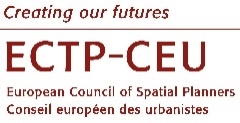 Creating our futures
ECTP-CEU
European Council of Spatial Planners
Conseil européen des urbanistes